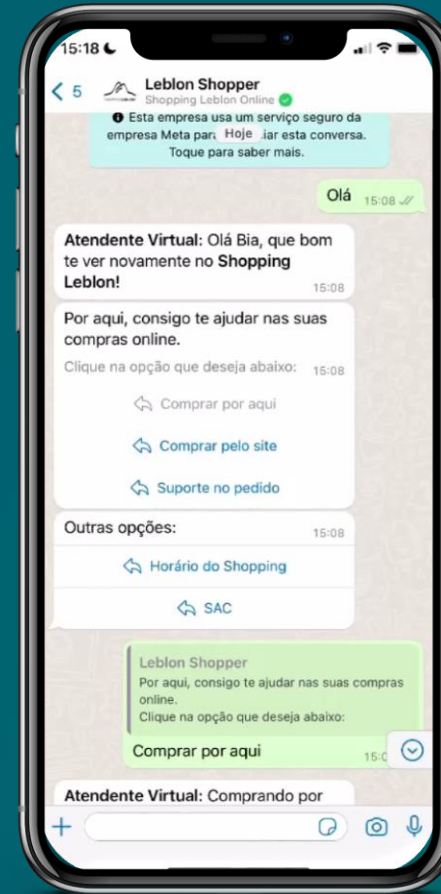 15:18
5
Leblon Shopper
Shopping Leblon Online
Esta empresa usa um serviço seguro da
empresa Meta para iar esta conversa.
Hoje
Toque para saber mais.
Olá 15:08
Atendente Virtual: Olá Bia, que bom
te ver novamente no Shopping
Leblon!
15:08
Por aqui, consigo te ajudar nas suas
compras online.
Clique na opção que deseja abaixo: 15:08
Comprar por aqui
Comprar pelo site
Suporte no pedido
Outras opções: 15:08
Horário do Shopping
SAC
Leblon Shopper
Por aqui, consigo te ajudar nas suas compras
online.
Clique na opção que deseja abaixo:
Comprar por aqui
Atendente Virtual: Comprando por